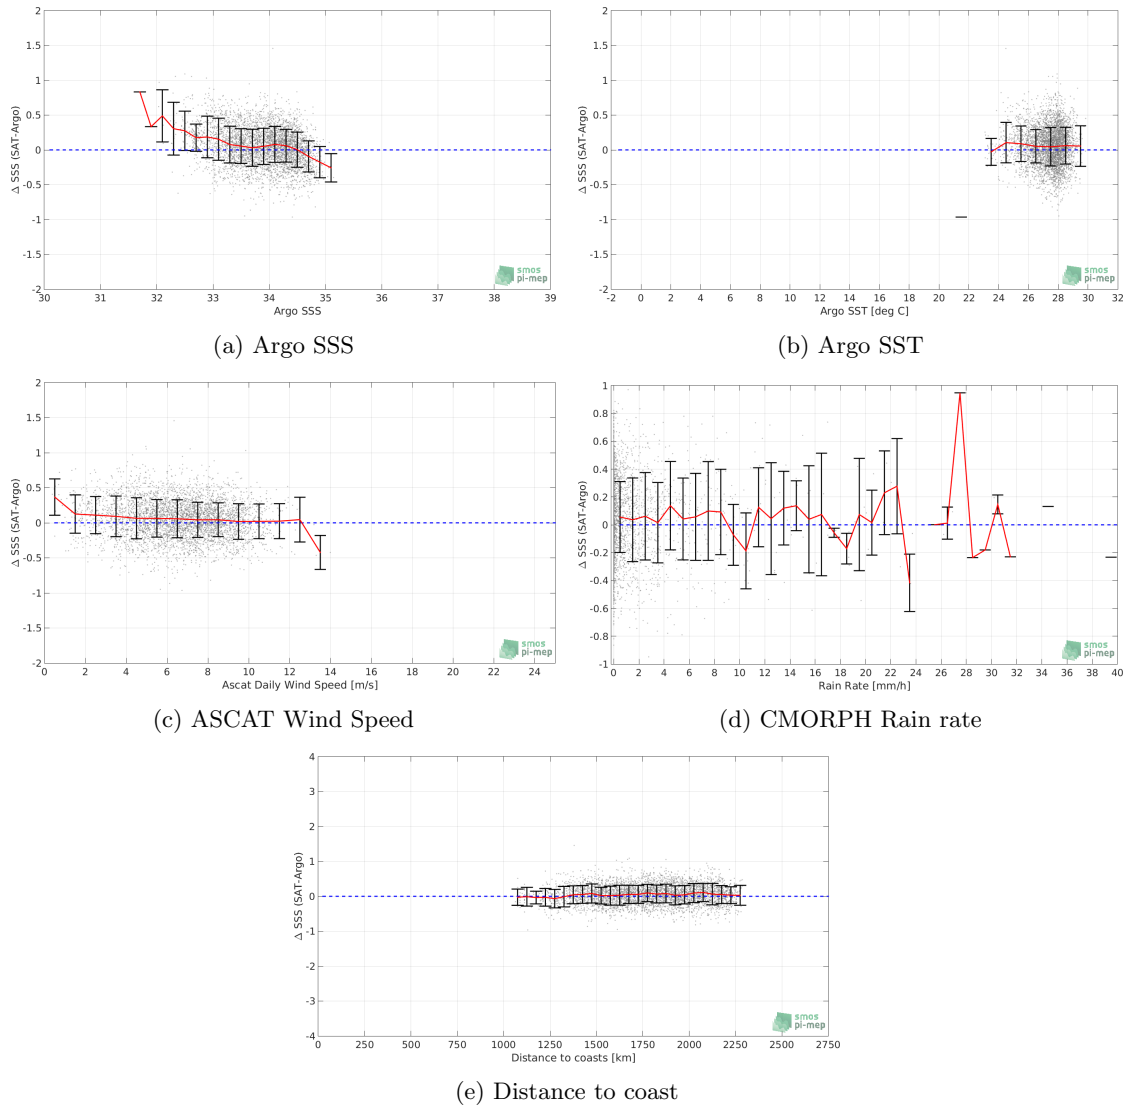 2
1.5
1
0.5
0
-0.5
-1
-1.5
-2
Δ SSS (SAT-Argo)
30 31 32 33 34 35 36 37 38 39
Argo SSS
smos
pi-mep
(a) Argo SSS
2
1.5
1
0.5
0
-0.5
-1
-1.5
-2
Δ SSS (SAT-Argo)
-2 0 2 4 6 8 10 12 14 16 18 20 22 24 26 28 30 32
Argo SST [deg C]
smos
pi-mep
(b) Argo SST
2
1.5
1
0.5
0
-0.5
-1
-1.5
-2
Δ SSS (SAT-Argo)
0 2 4 6 8 10 12 14 16 18 20 22 24
Ascat Daily Wind Speed [m/s]
smos
pi-mep
(c) ASCAT Wind Speed
1
0.8
0.6
0.4
0.2
0
-0.2
-0.4
-0.6
-0.8
-1
Δ SSS (SAT-Argo)
0 2 4 6 8 10 12 14 16 18 20 22 24 26 28 30 32 34 36 38 40
Rain Rate [mm/h]
smos
pi-mep
(d) CMORPH Rain rate
4
3
2
1
0
-1
-2
-3
-4
Δ SSS (SAT-Argo)
0 250 500 750 1000 1250 1500 1750 2000 2250 2500 2750
Distance to coasts [km]
smos
pi-mep
(e) Distance to coast